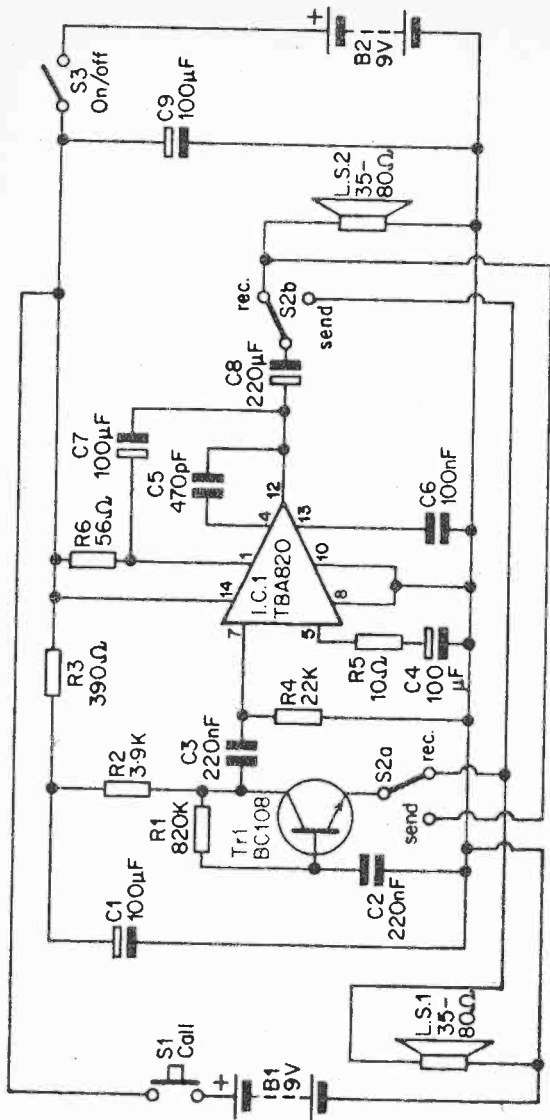 S1
Call
+
B1
9V
L.S.1
35-
80Ω
C1
100µF
R1
820K
R2
3·9K
Tr1
BC108
C2
220nF
C3
220nF
S2a
send
rec.
R3
390Ω
R4
22K
R5
10Ω
C4
100
µF
7
14
1
4
12
13
10
8
5
I.C.1
TBA820
R6
56Ω
C7
100µF
C5
470pF
C6
100nF
C8
220µF
rec.
S2b
send
L.S.2
35-
80Ω
C9
100µF
S3
On/off
+
B2
9V